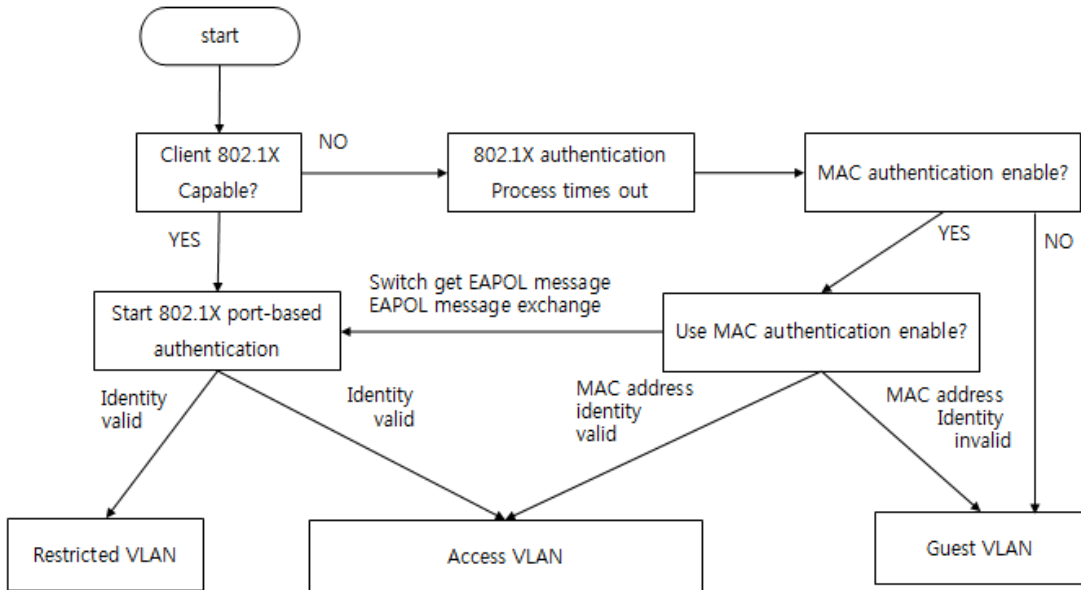 start
Client 802.1X
Capable?
NO
802.1X authentication
Process times out
MAC authentication enable?
YES
YES
NO
Switch get EAPOL message
EAPOL message exchange
Start 802.1X port-based
authentication
Use MAC authentication enable?
Identity
valid
Identity
valid
MAC address
identity
valid
MAC address
Identity
invalid
Restricted VLAN
Access VLAN
Guest VLAN